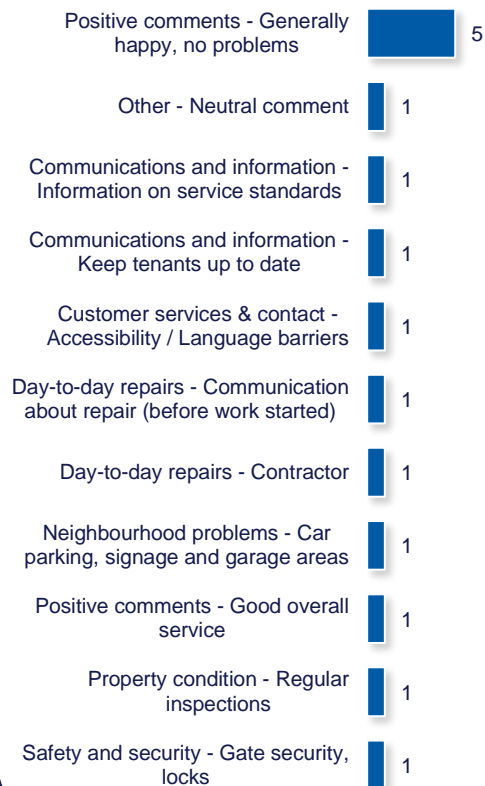 Positive comments - Generally
happy, no problems
5
Other - Neutral comment
1
Communications and information -
Information on service standards
1
Communications and information -
Keep tenants up to date
1
Customer services & contact -
Accessibility / Language barriers
1
Day-to-day repairs - Communication
about repair (before work started)
1
Day-to-day repairs - Contractor
1
Neighbourhood problems - Car
parking, signage and garage areas
1
Positive comments - Good overall
service
1
Property condition - Regular
inspections
1
Safety and security - Gate security,
locks
1